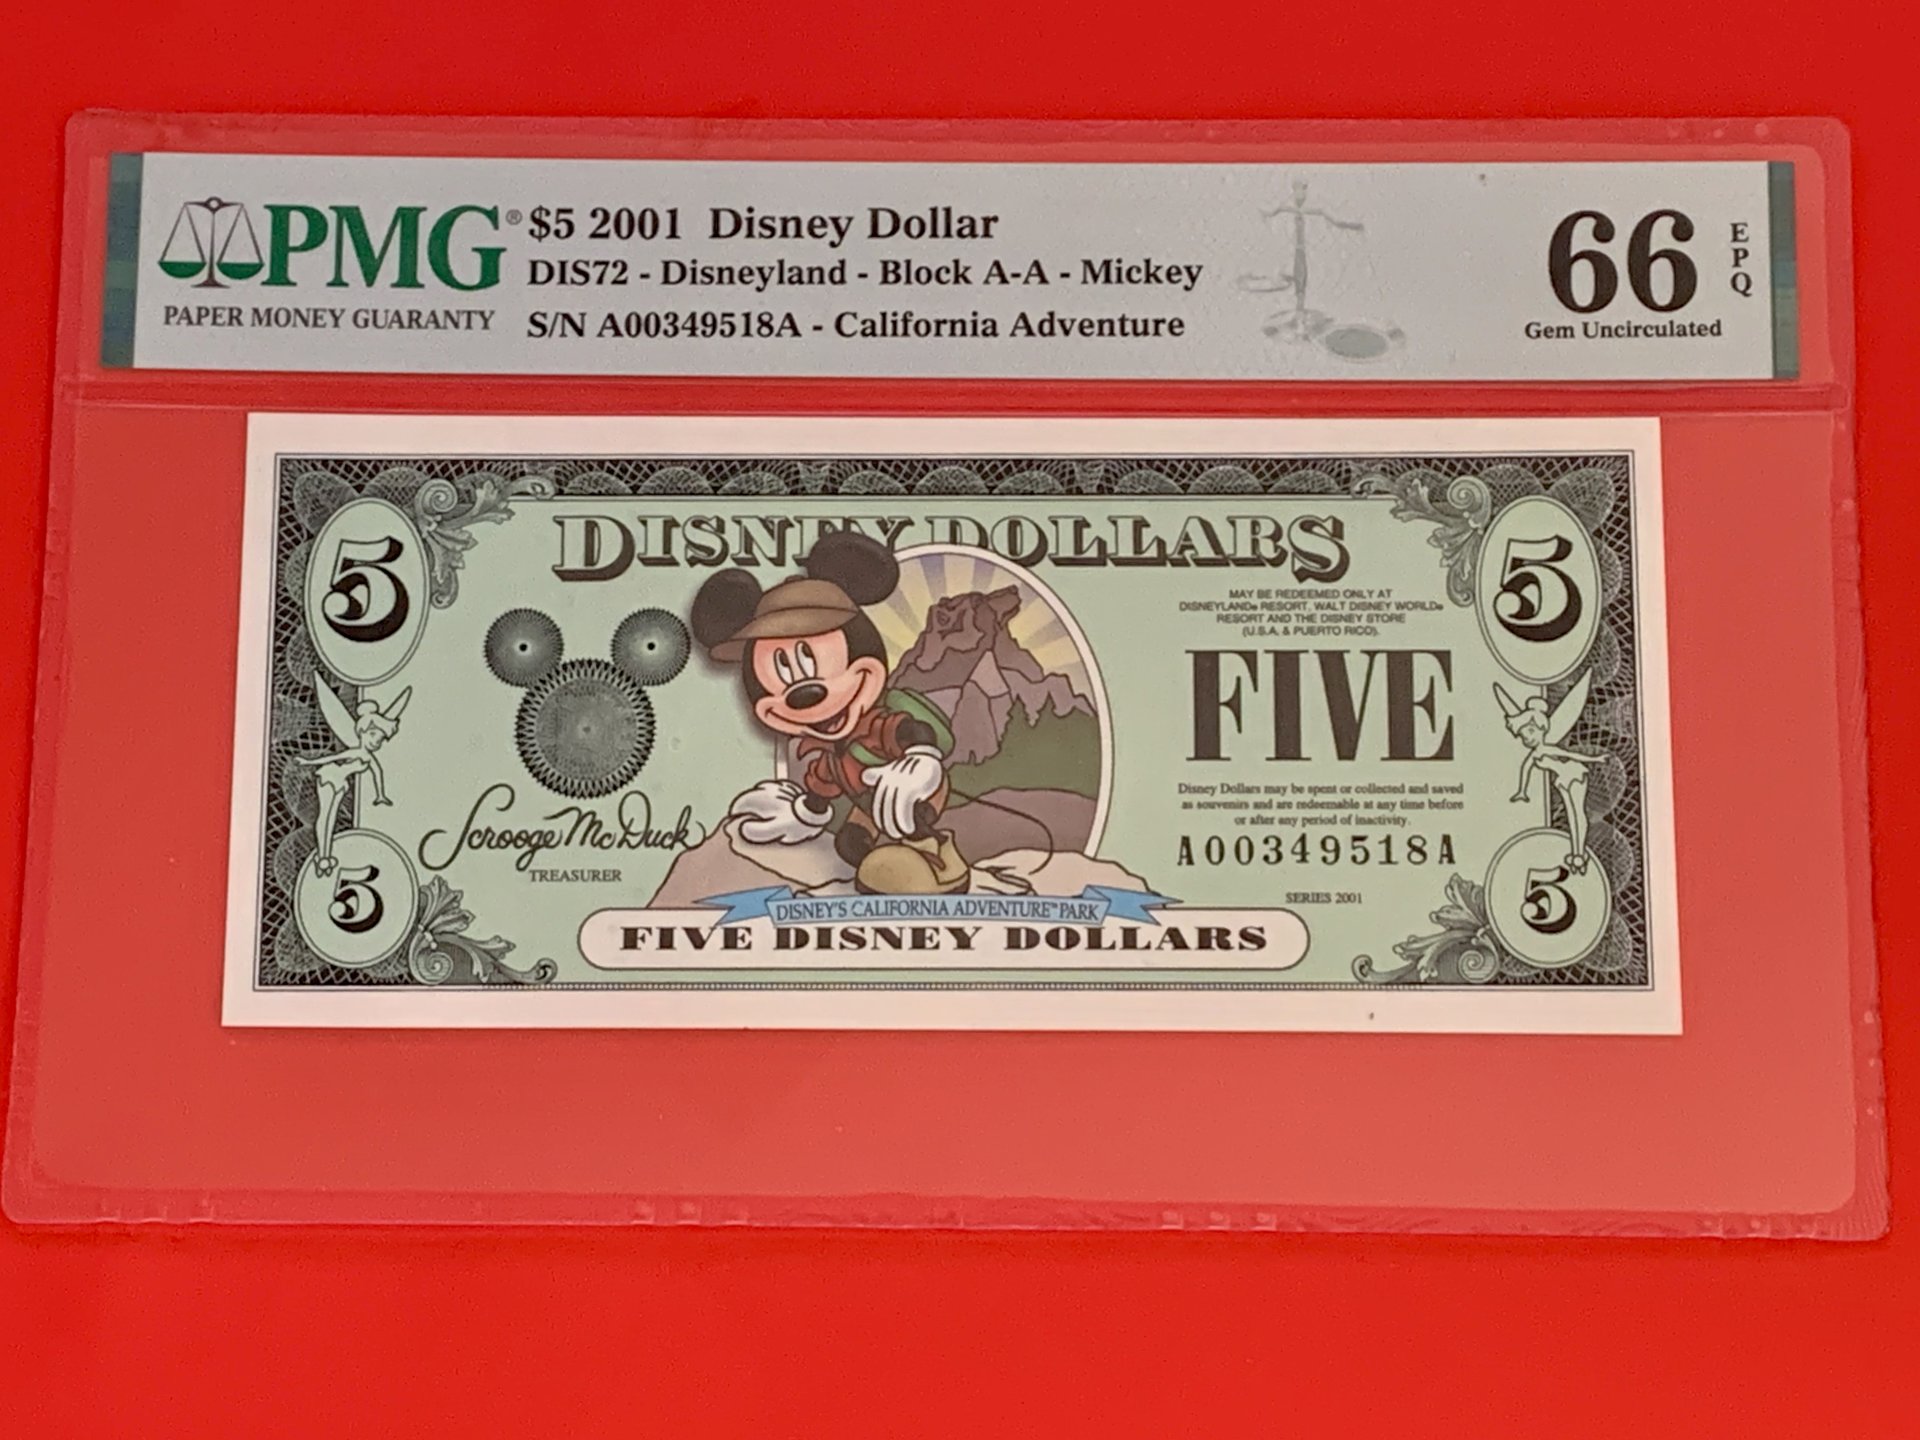 PMG® $5 2001 Disney Dollar
PAPER MONEY GUARANTY
DIS72 - Disneyland - Block A-A - Mickey
S/N A00349518A - California Adventure
66 EPQ
Gem Uncirculated
5 DISNEY DOLLARS 5
MAY BE REDEEMED ONLY AT
DISNEYLAND® RESORT, WALT DISNEY WORLD®
RESORT AND THE DISNEY STORE
(U.S.A. & PUERTO RICO).
FIVE
Disney Dollars may be spent or collected and saved
as souvenirs and are redeemable at any time before
or after any period of inactivity.
Scrooge McDuck
TREASURER
A00349518A
SERIES 2001
5 5
DISNEY'S CALIFORNIA ADVENTURE™ PARK
FIVE DISNEY DOLLARS